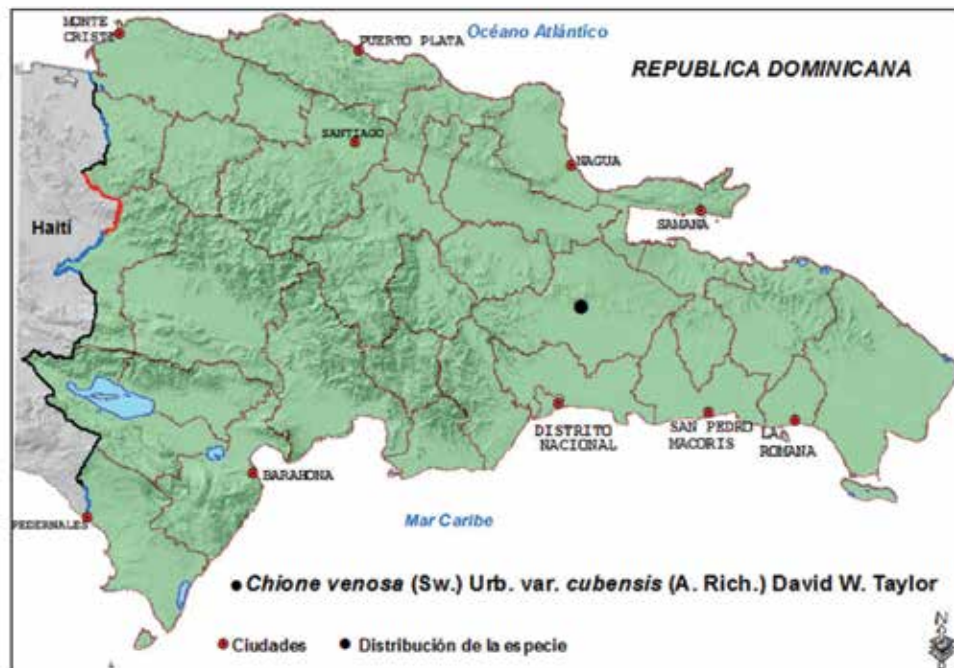 MONTE
CRISTI
PUERTO PLATA
Océano Atlántico
REPUBLICA DOMINICANA
SANTIAGO
NAGUA
SAMANA
Haití
DISTRITO
NACIONAL
SAN PEDRO
MACORIS
LA
ROMANA
BARAHONA
PEDERNALES
Mar Caribe
Chione venosa (Sw.) Urb. var. cubensis (A. Rich.) David W. Taylor
Ciudades
Distribución de la especie